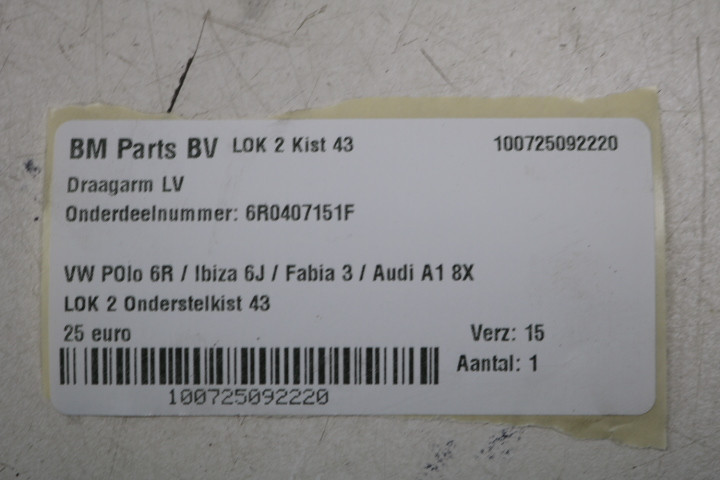 BM Parts BV LOK 2 Kist 43 100725092220
Draagarm LV
Onderdeelnummer: 6R0407151F
VW POlo 6R / Ibiza 6J / Fabia 3 / Audi A1 8X
LOK 2 Onderstelkist 43
25 euro Verz: 15
Aantal: 1
100725092220